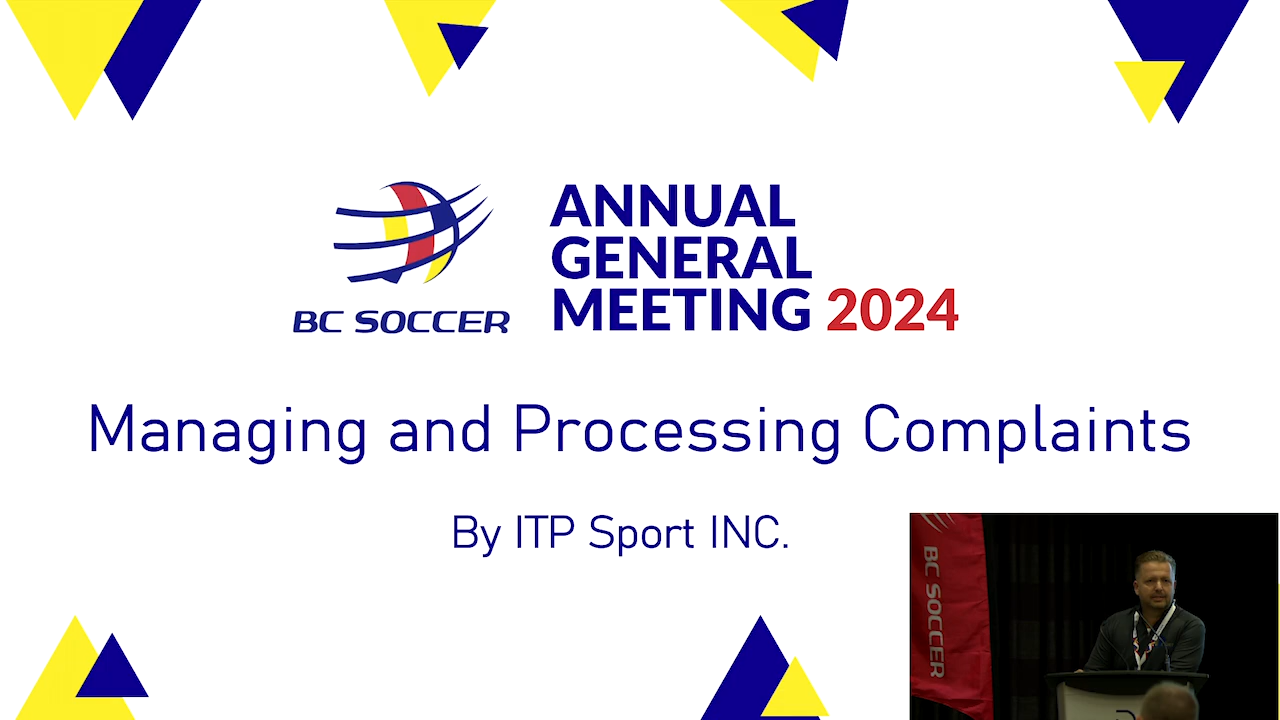 BC SOCCER
ANNUAL
GENERAL
MEETING 2024
Managing and Processing Complaints
By ITP Sport INC.
BC SOCCER